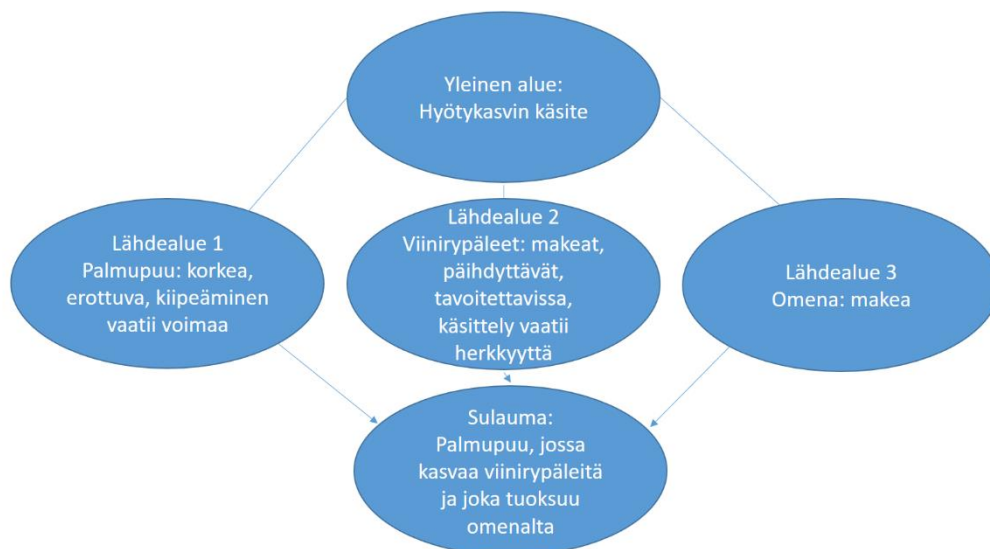 Yleinen alue:
Hyötykasvin käsite
Lähdealue 1
Palmupuu: korkea,
erottuva, kiipeäminen
vaatii voimaa
Lähdealue 2
Viinirypäleet: makeat,
päihdyttävät,
tavoitettavissa,
käsittely vaatii
herkkyyttä
Lähdealue 3
Omena: makea
Sulauma:
Palmupuu, jossa
kasvaa viinirypäleitä
ja joka tuoksuu
omenalta